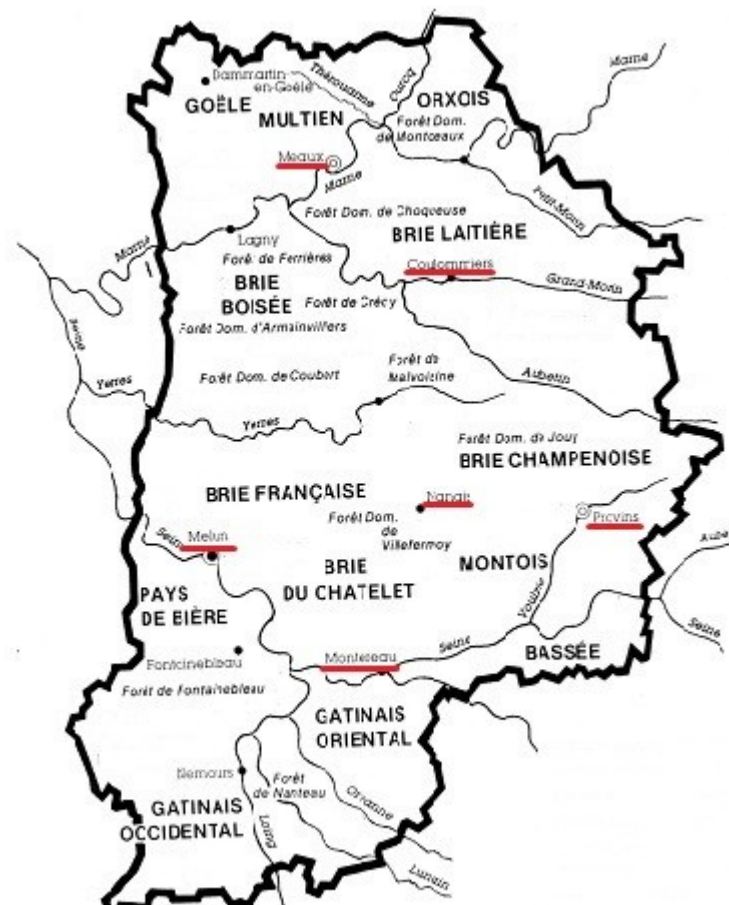 Dammartin-
en-Goële
GOËLE
Thérouanne
Ourcq
ORXOIS
Marne
MULTIEN
Forêt Dom.
de Montceaux
Meaux
Marne
Petit-Morin
Forêt Dom. de Choqueuse
BRIE LAITIÈRE
Marne
Lagny
Forê. de Ferrières
Coulommiers
Grand-Morin
BRIE
BOISÉE
Forêt de Crécy
Seine
Forêt Dom. d'Armainvilliers
Forêt de
Malvoisine
Forêt Dom. de Coubert
Aubetin
Yerres
Yerres
Forêt Dom. de Jouy
BRIE CHAMPENOISE
BRIE FRANÇAISE
Nangis
Forêt Dom.
de
Villefermoy
Provins
Melun
Seine
Aube
MONTOIS
BRIE
DU CHATELET
Voulzie
PAYS
DE BIÈRE
Seine
Seine
BASSÉE
Fontainebleau
Montereau
Forêt de Fontainebleau
GATINAIS
ORIENTAL
Nemours
Forêt
de Nanteau
Orvanne
GATINAIS
OCCIDENTAL
Loing
Lunain